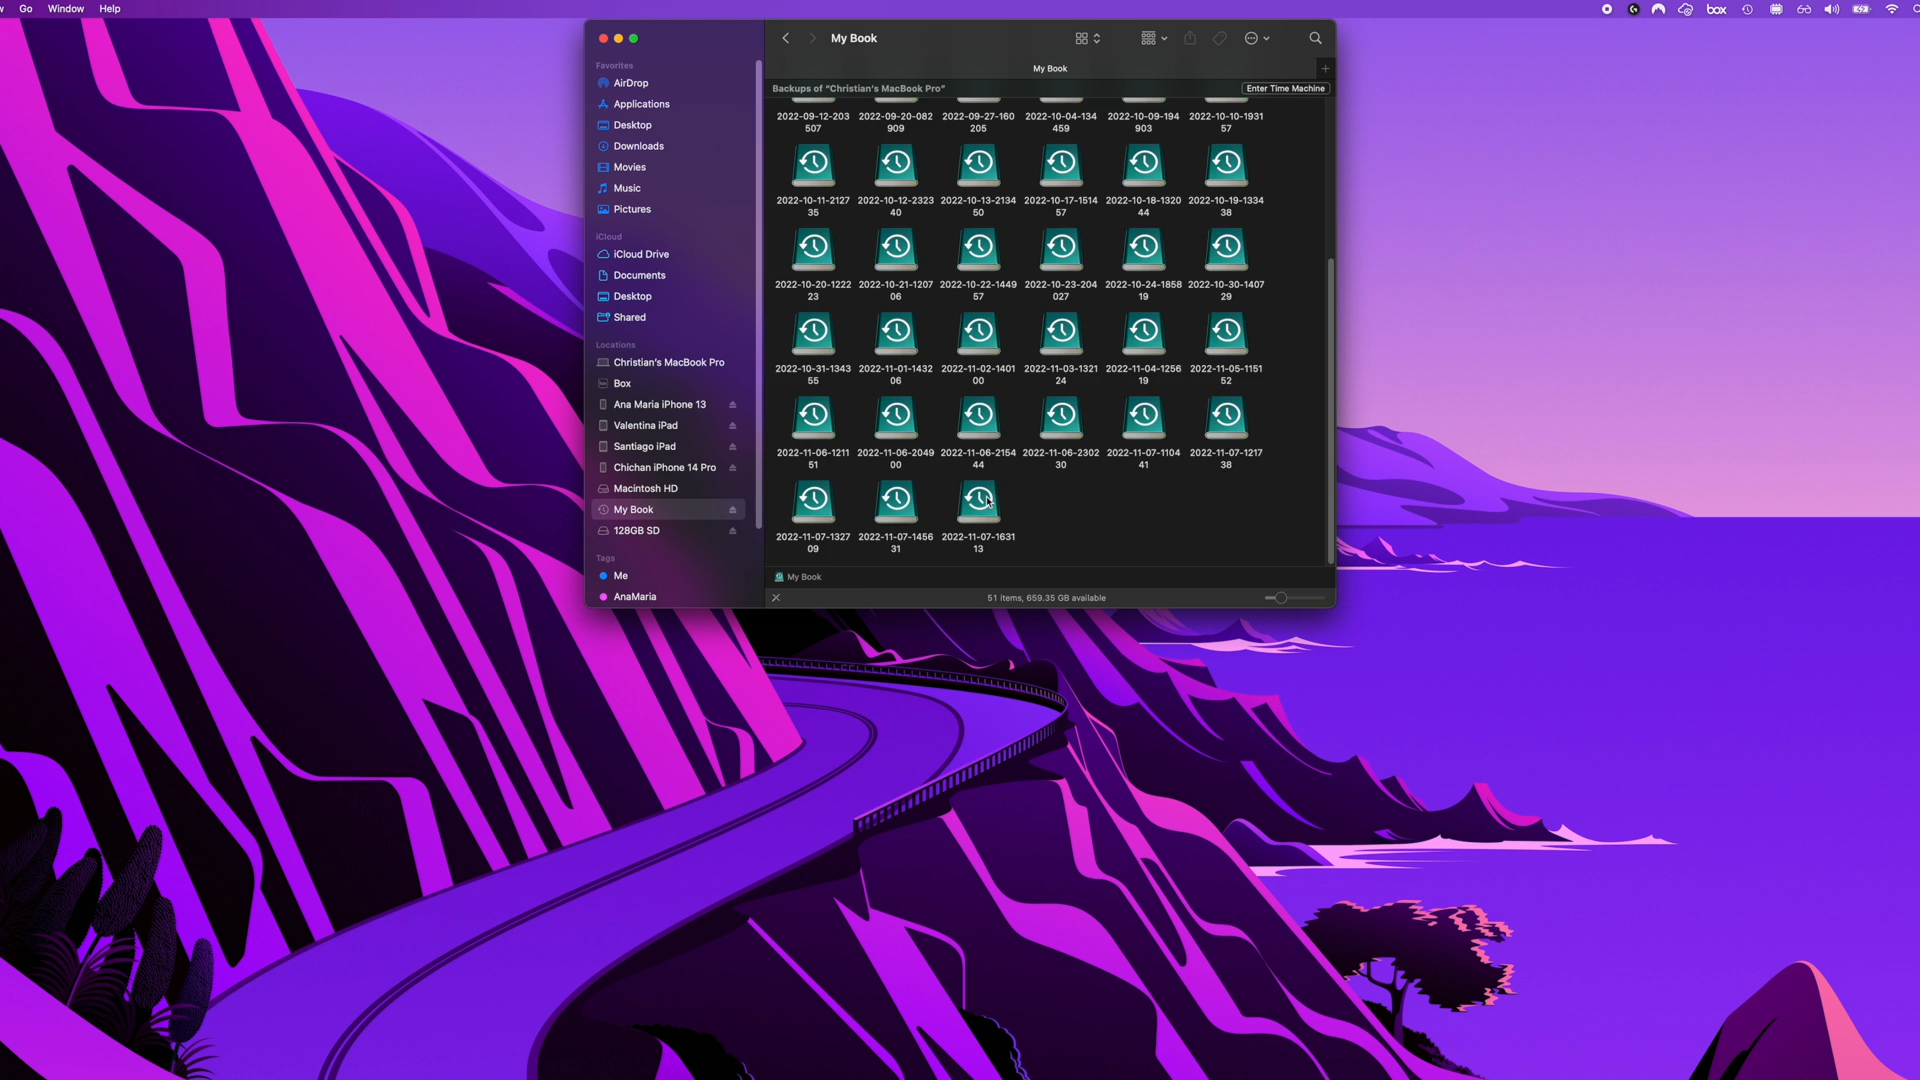 Go Window Help
box
My Book
My Book
Backups of "Christian's MacBook Pro" Enter Time Machine
Favorites
AirDrop
Applications
Desktop
Downloads
Movies
Music
Pictures
iCloud
iCloud Drive
Documents
Desktop
Shared
Locations
Christian's MacBook Pro
Box
Ana Maria iPhone 13
Valentina iPad
Santiago iPad
Chichan iPhone 14 Pro
Macintosh HD
My Book
128GB SD
Tags
Me
AnaMaria
2022-09-12-203 2022-09-20-082 2022-09-27-160 2022-10-04-134 2022-10-09-194 2022-10-10-1931
507 909 205 459 903 57
2022-10-11-2127 2022-10-12-2323 2022-10-13-2134 2022-10-17-1514 2022-10-18-1320 2022-10-19-1334
35 40 50 57 44 38
2022-10-20-1222 2022-10-21-1207 2022-10-22-1449 2022-10-23-204 2022-10-24-1858 2022-10-30-1407
23 06 57 027 19 29
2022-10-31-1343 2022-11-01-1432 2022-11-02-1401 2022-11-03-1321 2022-11-04-1256 2022-11-05-1151
55 06 00 24 19 52
2022-11-06-1211 2022-11-06-2049 2022-11-06-2154 2022-11-06-2302 2022-11-07-1104 2022-11-07-1217
51 00 44 30 41 38
2022-11-07-1327 2022-11-07-1456 2022-11-07-1631
09 31 13
My Book
51 items, 659.35 GB available